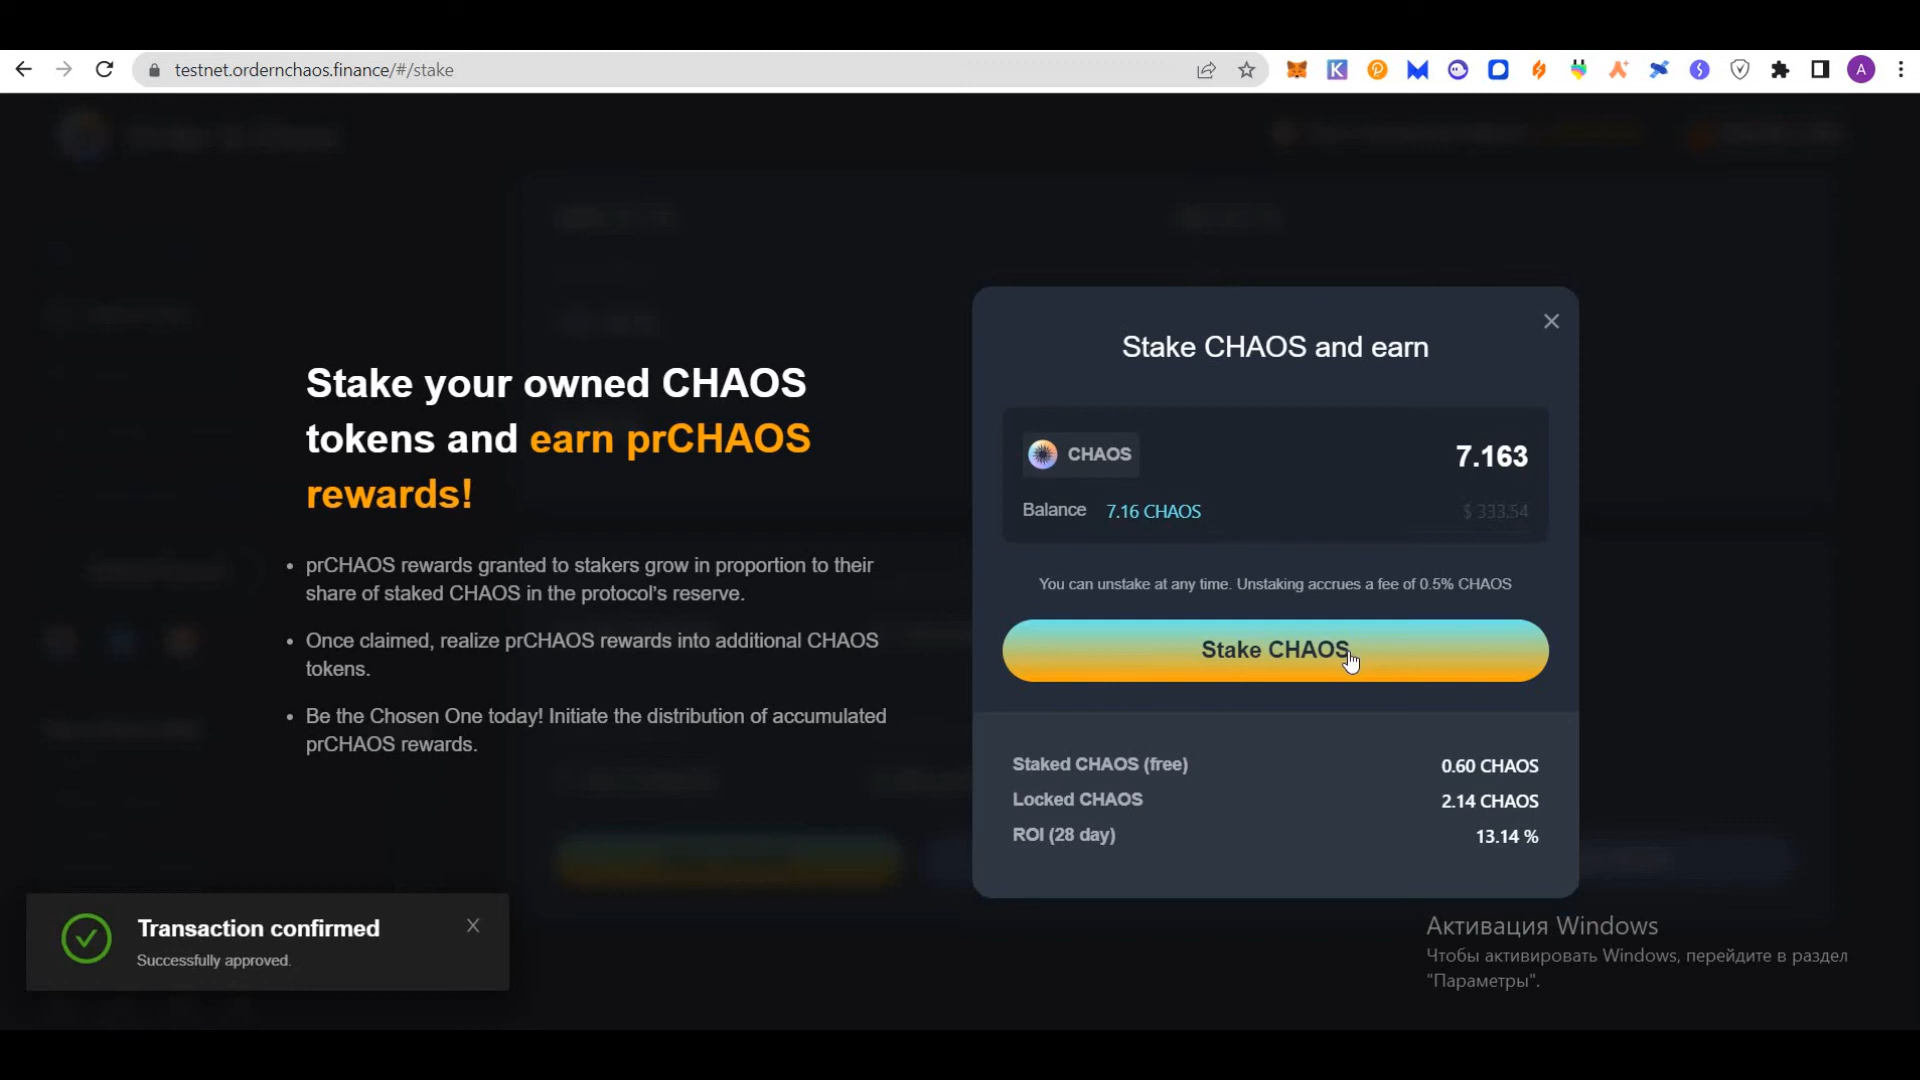 testnet.ordernchaos.finance/#/stake
A
Stake your owned CHAOS
tokens and earn prCHAOS
rewards!
• prCHAOS rewards granted to stakers grow in proportion to their
share of staked CHAOS in the protocol's reserve.
• Once claimed, realize prCHAOS rewards into additional CHAOS
tokens.
• Be the Chosen One today! Initiate the distribution of accumulated
prCHAOS rewards.
Stake CHAOS and earn
CHAOS
7.163
Balance 7.16 CHAOS
$ 333.54
You can unstake at any time. Unstaking accrues a fee of 0.5% CHAOS
Stake CHAOS
Staked CHAOS (free) 0.60 CHAOS
Locked CHAOS 2.14 CHAOS
ROI (28 day) 13.14 %
Transaction confirmed
Successfully approved.
Активация Windows
Чтобы активировать Windows, перейдите в раздел
"Параметры".